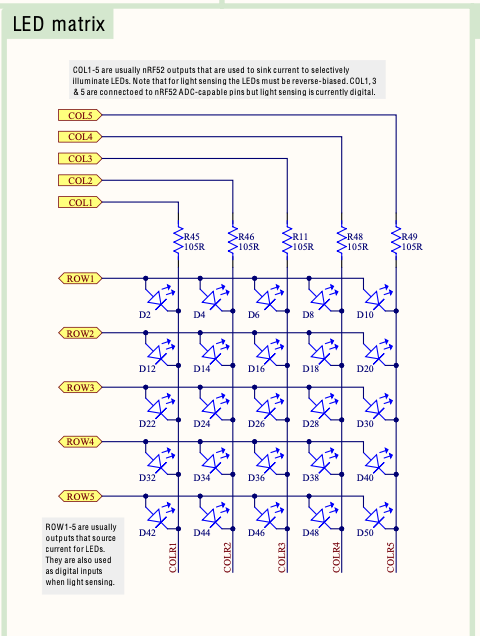 LED matrix
COL1-5 are usually nRF52 outputs that are used to sink current to selectively
illuminate LEDs. Note that for light sensing the LEDs must be reverse-biased. COL1, 3
& 5 are connectoed to nRF52 ADC-capable pins but light sensing is currently digital.
COL5
COL4
COL3
COL2
COL1
R45 R46 R11 R48 R49
105R 105R 105R 105R 105R
ROW1
D2 D4 D6 D8 D10
ROW2
D12 D14 D16 D18 D20
ROW3
D22 D24 D26 D28 D30
ROW4
D32 D34 D36 D38 D40
ROW5
D42 D44 D46 D48 D50
ROW1-5 are usually
outputs that source
current for LEDs.
They are also used
as digital inputs
when light sensing.
COLR1 COLR2 COLR3 COLR4 COLR5